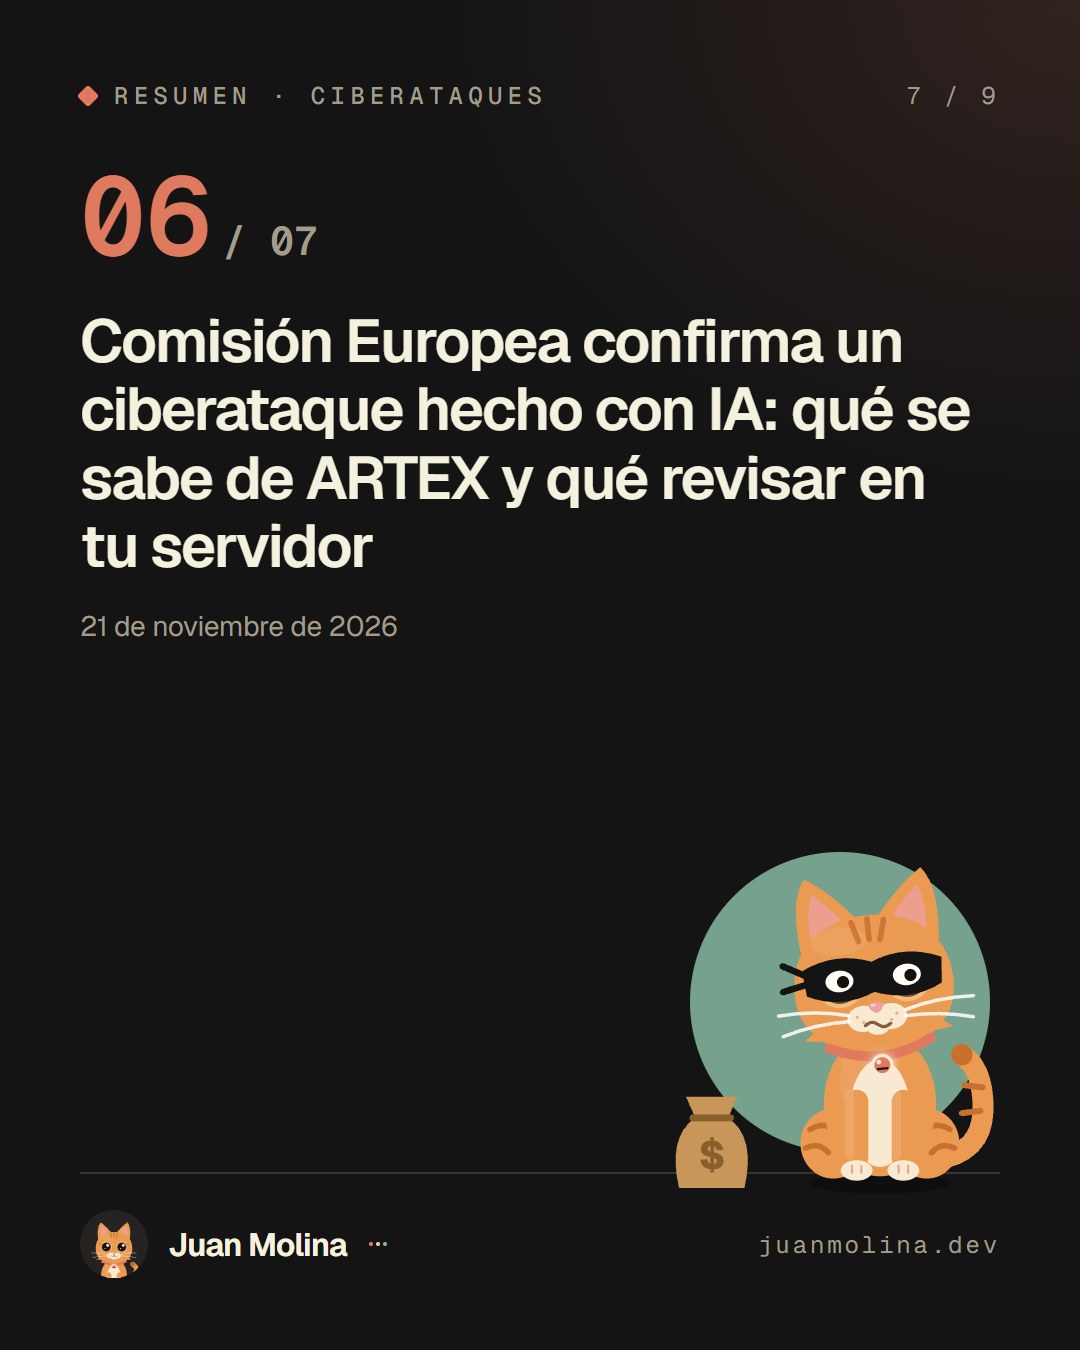 RESUMEN · CIBERATAQUES
7 / 9
06 / 07
Comisión Europea confirma un
ciberataque hecho con IA: qué se
sabe de ARTEX y qué revisar en
tu servidor
21 de noviembre de 2026
$
Juan Molina
juanmolina.dev